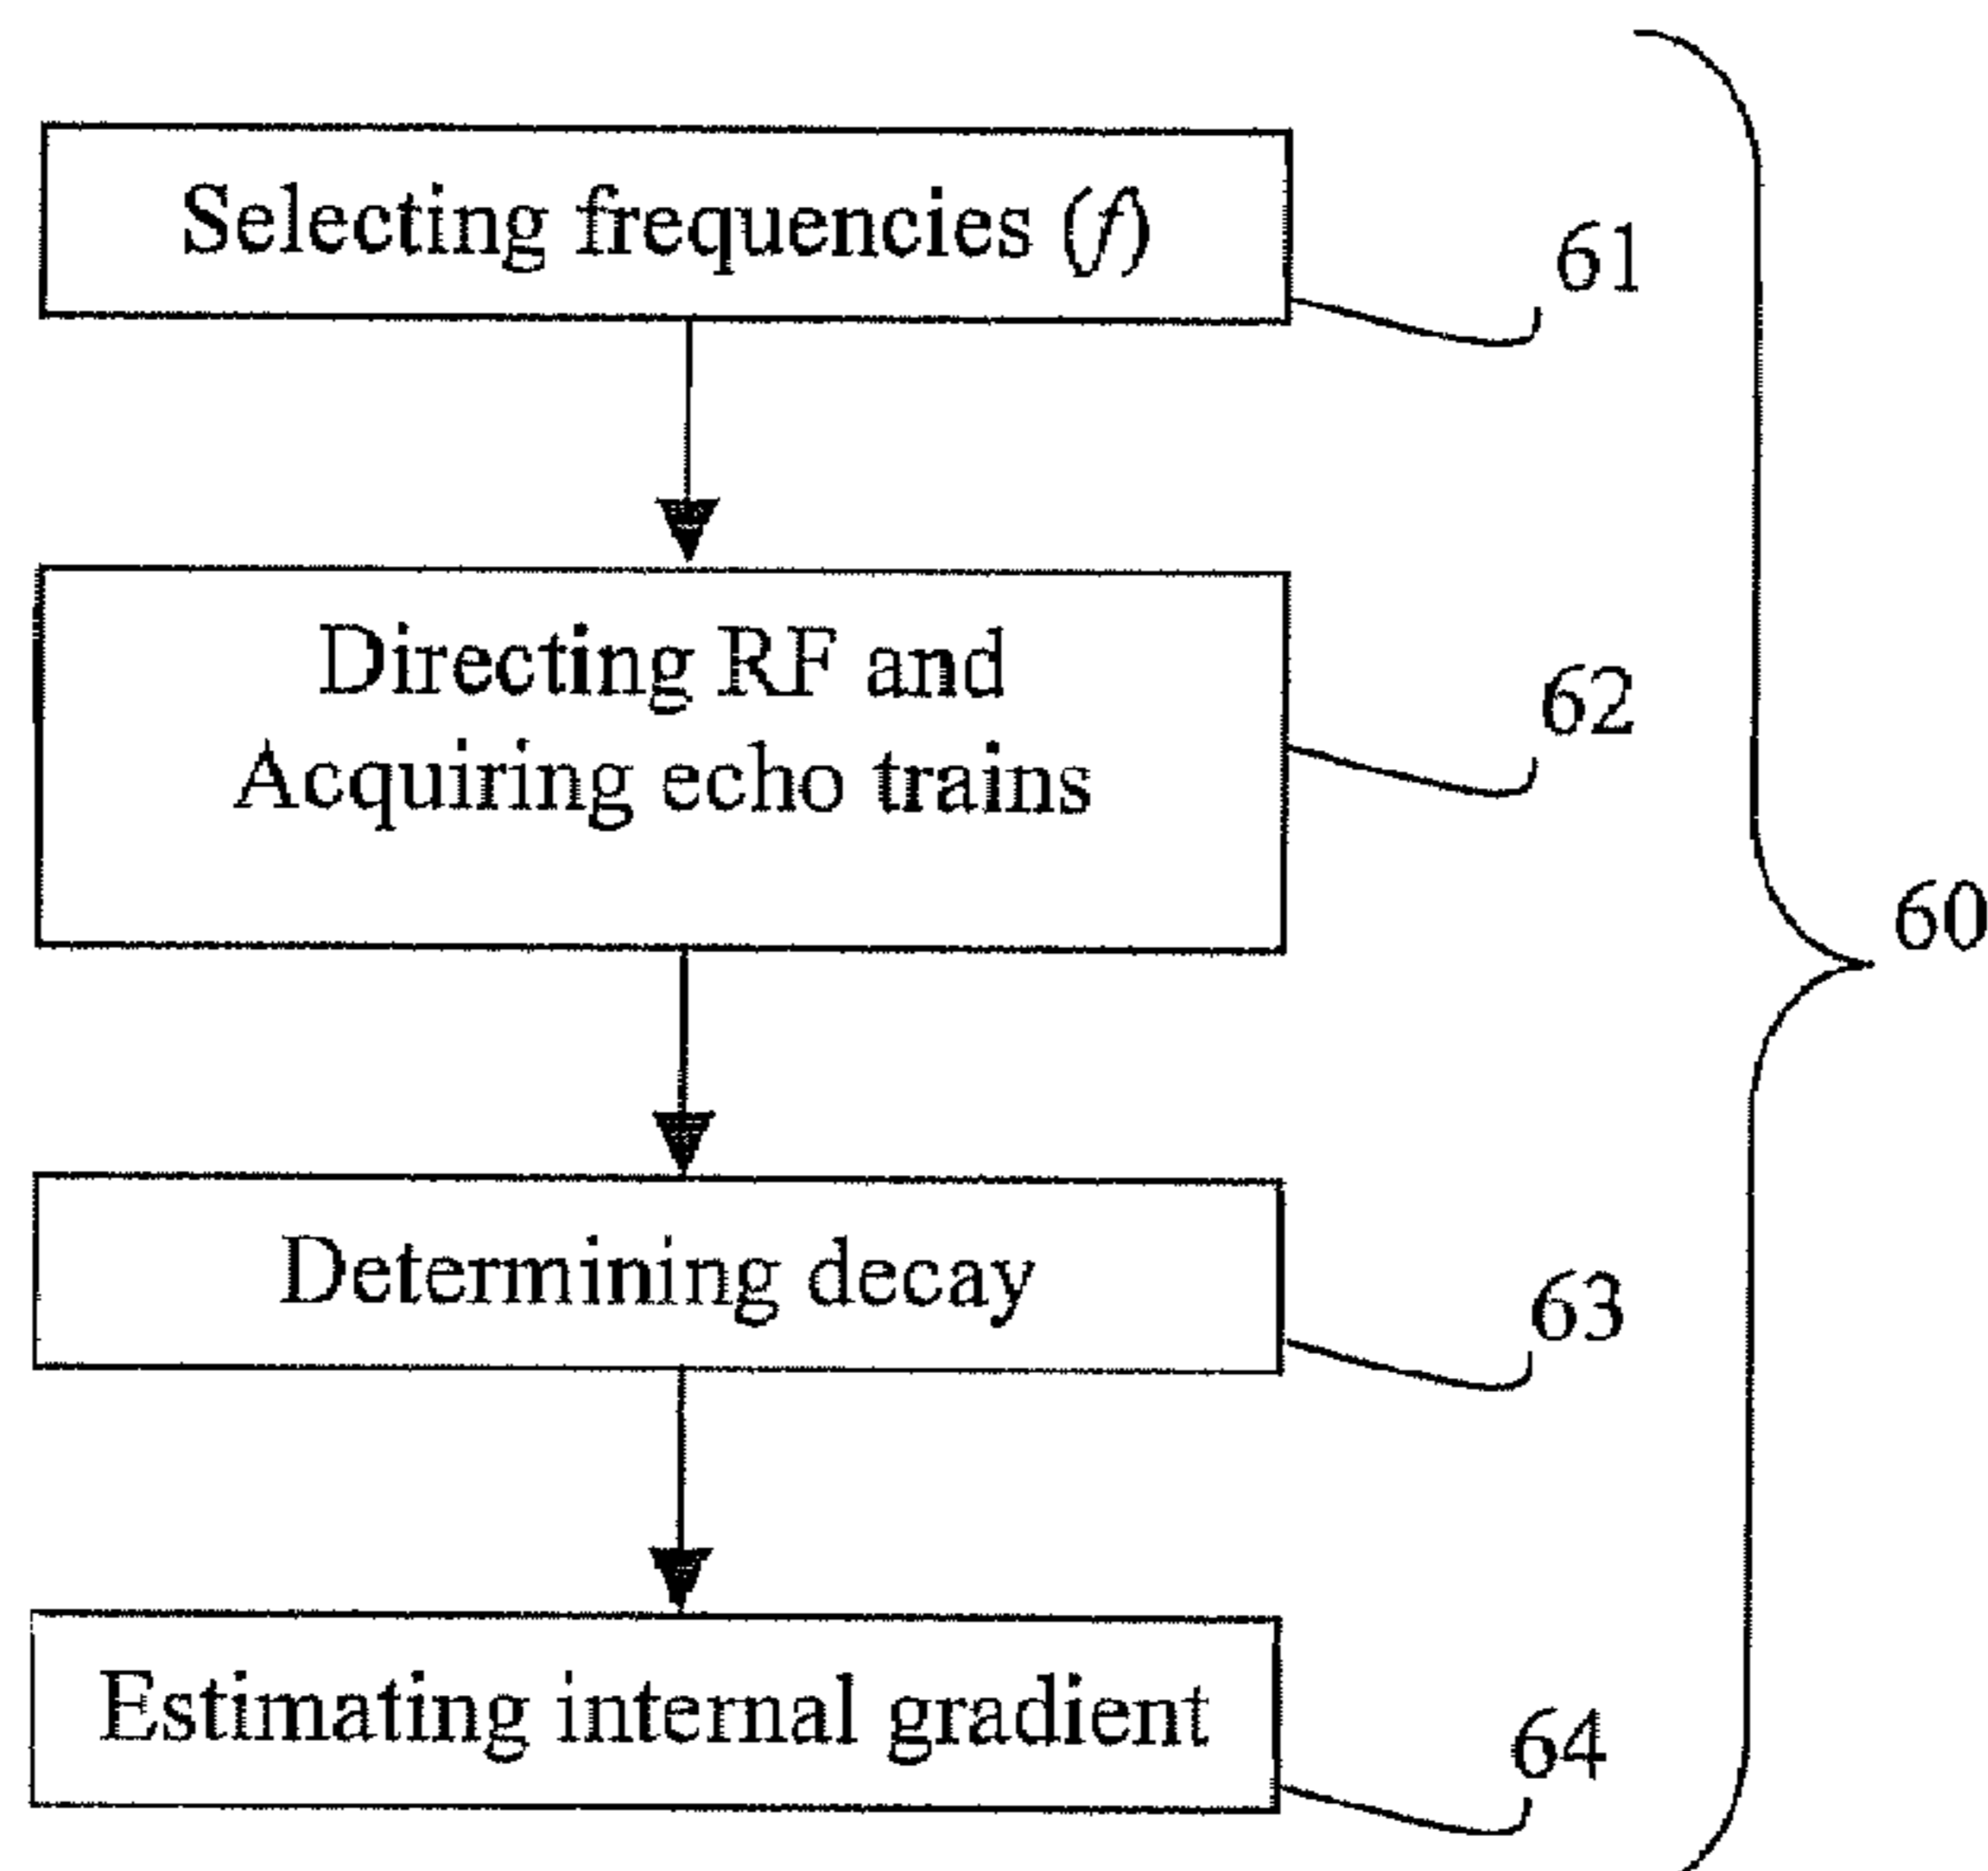 Selecting frequencies (f)
61
Directing RF and
Acquiring echo trains
62
60
Determining decay
63
Estimating internal gradient
64